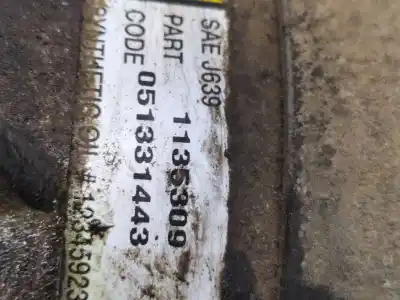 SAE J639
PART 1135309
CODE 051331443
SYNTHETIC OIL # 12345923